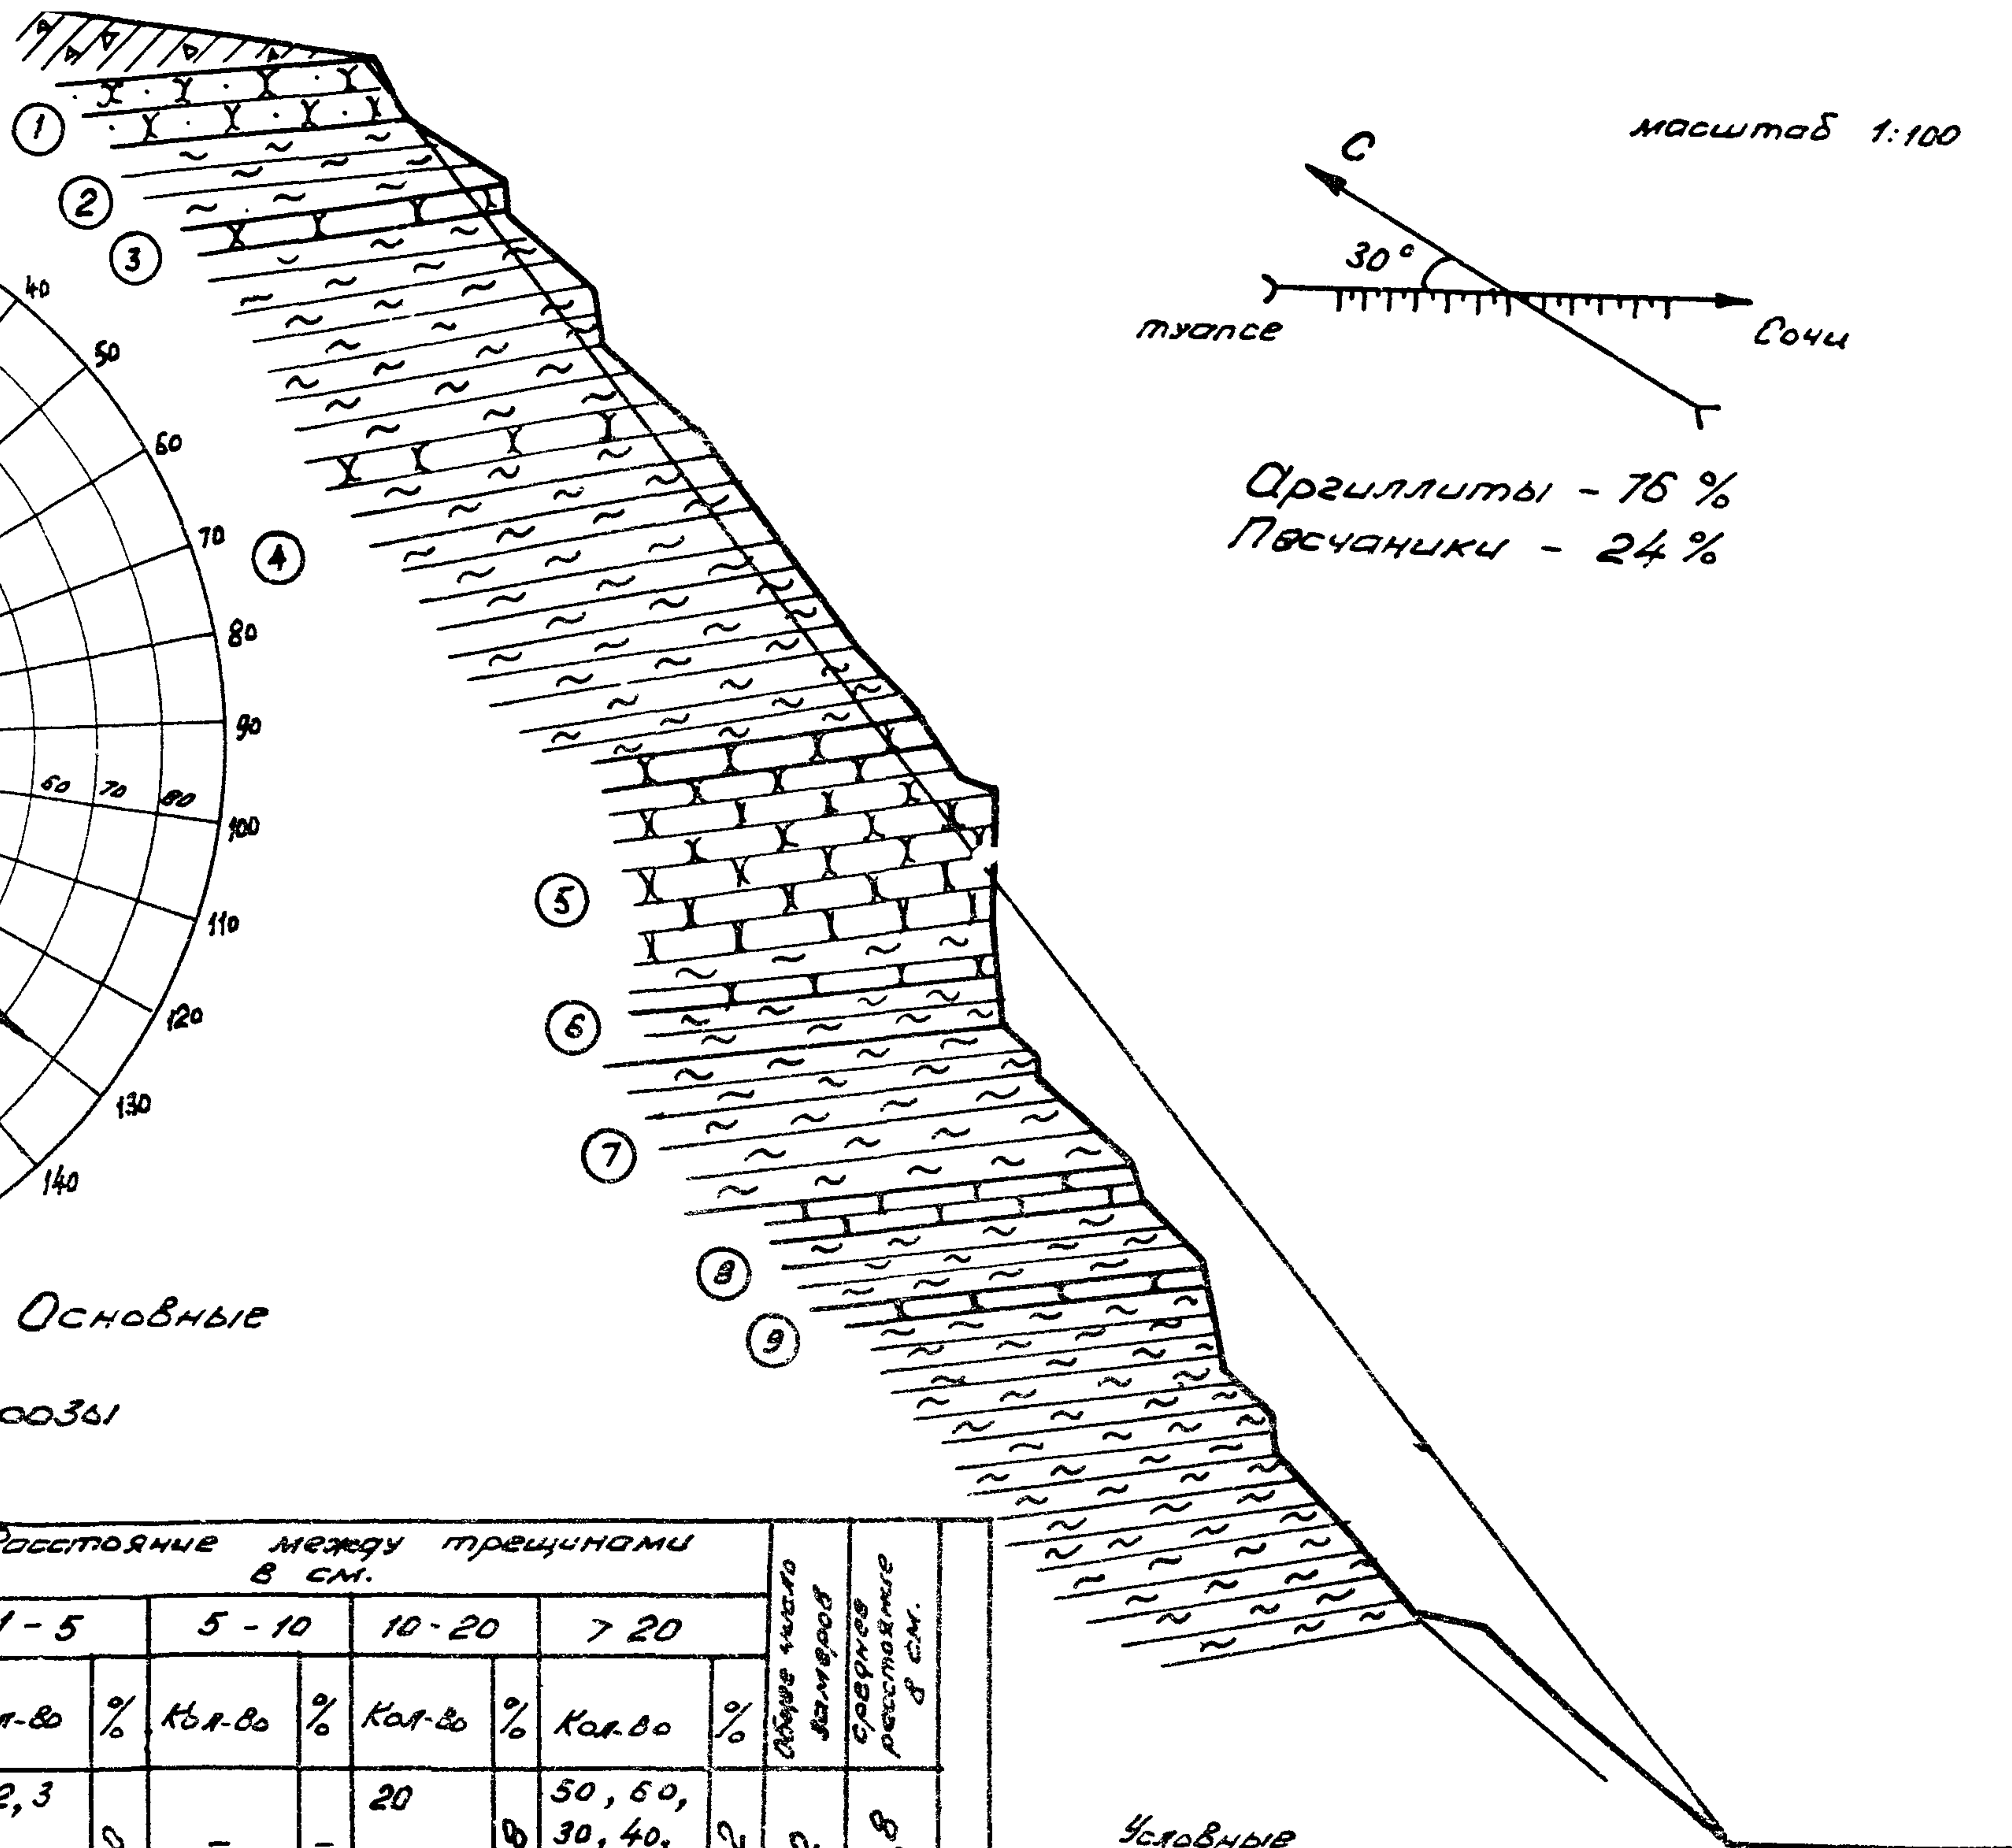 масштаб 1:100
С
30°
Туапсе
Сочи
Аргиллиты - 76 %
Песчаники - 24 %
1
2
3
4
5
6
7
8
9
40
50
60
70
80
90
60 70 80
100
110
120
130
140
Основные
розы
Расстояние между трещинами
в см.
1-5
5-10
10-20
> 20
Общее число
замеров
среднее
расстояние
в см.
%
Кол-во
%
Кол-во
%
Кол-во
%
2, 3
20
50, 60,
30, 40,
-
-
8
2
8
Условные